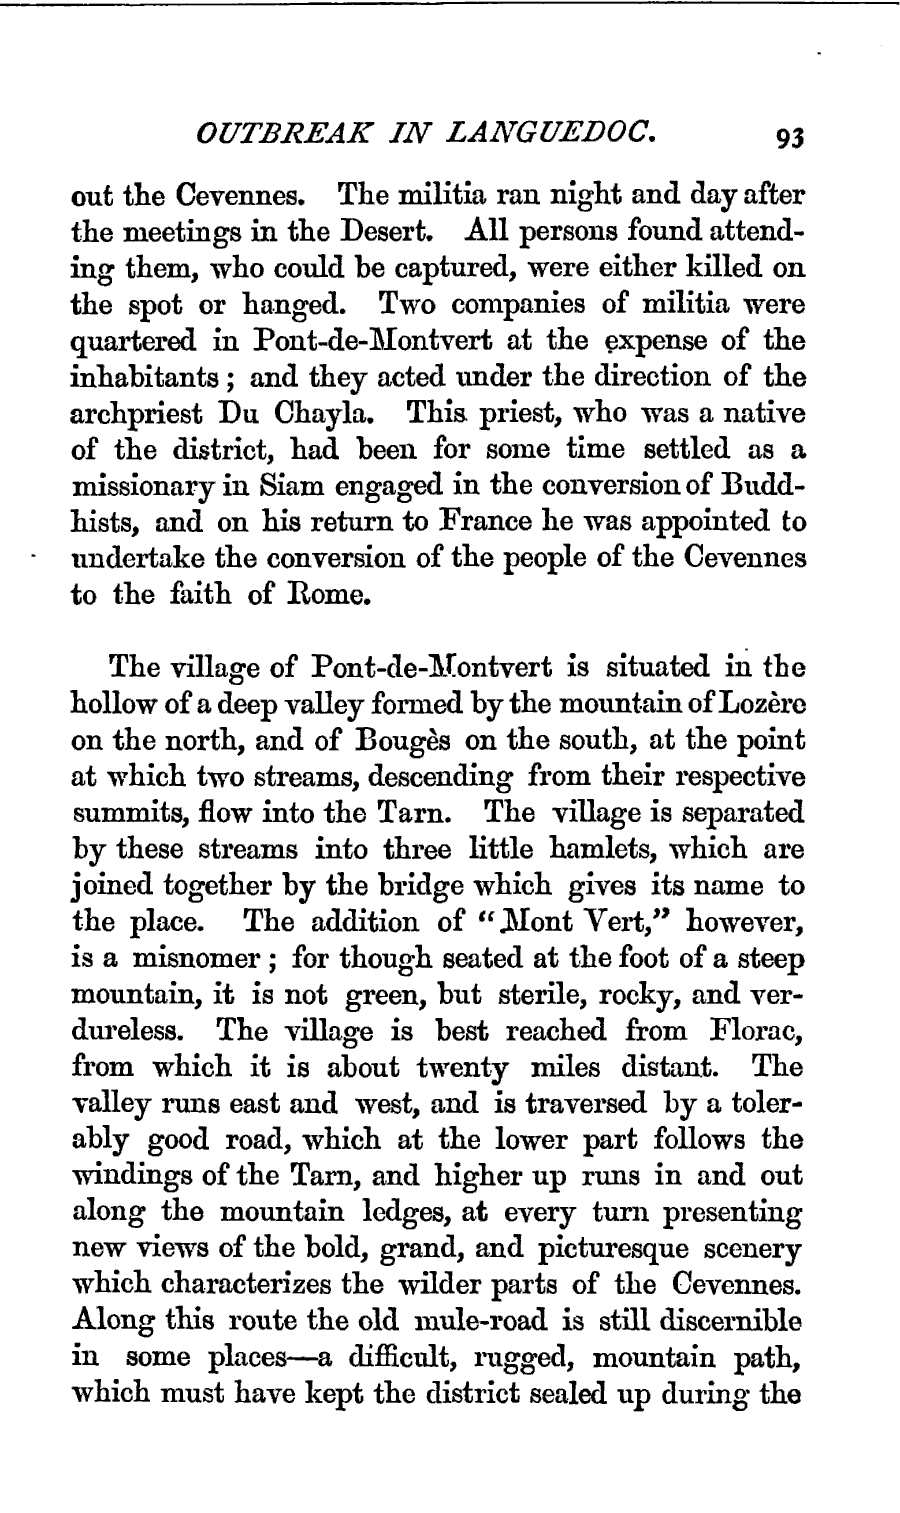 OUTBREAK IN LANGUEDOC. 93
out the Cevennes. The militia ran night and day after
the meetings in the Desert. All persons found attend-
ing them, who could be captured, were either killed on
the spot or hanged. Two companies of militia were
quartered in Pont-de-Montvert at the expense of the
inhabitants ; and they acted under the direction of the
archpriest Du Chayla. This priest, who was a native
of the district, had been for some time settled as a
missionary in Siam engaged in the conversion of Budd-
hists, and on his return to France he was appointed to
undertake the conversion of the people of the Cevennes
to the faith of Rome.
The village of Pont-de-Montvert is situated in the
hollow of a deep valley formed by the mountain of Lozère
on the north, and of Bougès on the south, at the point
at which two streams, descending from their respective
summits, flow into the Tarn. The village is separated
by these streams into three little hamlets, which are
joined together by the bridge which gives its name to
the place. The addition of “Mont Vert,” however,
is a misnomer ; for though seated at the foot of a steep
mountain, it is not green, but sterile, rocky, and ver-
dureless. The village is best reached from Florac,
from which it is about twenty miles distant. The
valley runs east and west, and is traversed by a toler-
ably good road, which at the lower part follows the
windings of the Tarn, and higher up runs in and out
along the mountain ledges, at every turn presenting
new views of the bold, grand, and picturesque scenery
which characterizes the wilder parts of the Cevennes.
Along this route the old mule-road is still discernible
in some places—a difficult, rugged, mountain path,
which must have kept the district sealed up during the